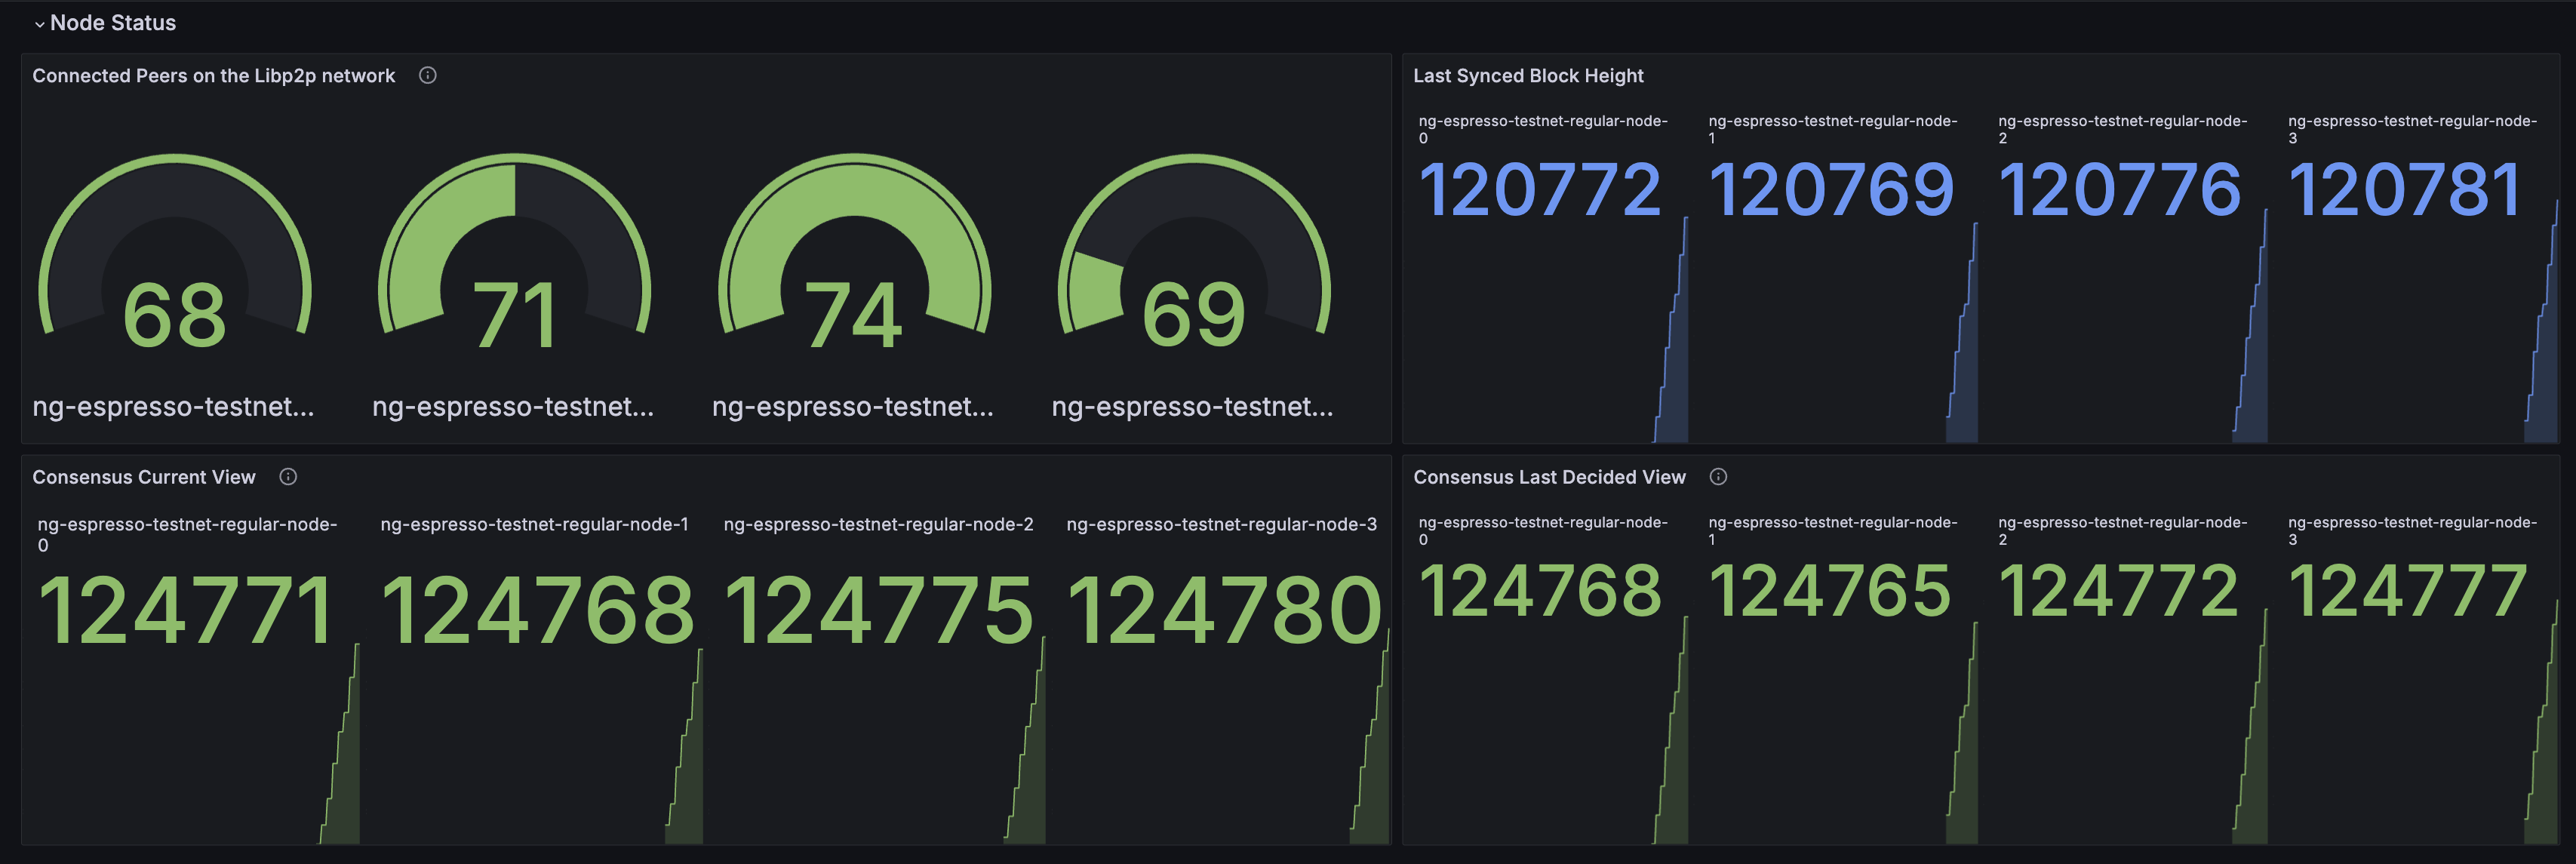 Node Status
Connected Peers on the Libp2p network
68
71
74
69
ng-espresso-testnet...
ng-espresso-testnet...
ng-espresso-testnet...
ng-espresso-testnet...
Last Synced Block Height
ng-espresso-testnet-regular-node-
0
120772
ng-espresso-testnet-regular-node-
1
120769
ng-espresso-testnet-regular-node-
2
120776
ng-espresso-testnet-regular-node-
3
120781
Consensus Current View
ng-espresso-testnet-regular-node-
0
124771
ng-espresso-testnet-regular-node-1
124768
ng-espresso-testnet-regular-node-2
124775
ng-espresso-testnet-regular-node-3
124780
Consensus Last Decided View
ng-espresso-testnet-regular-node-
0
124768
ng-espresso-testnet-regular-node-
1
124765
ng-espresso-testnet-regular-node-
2
124772
ng-espresso-testnet-regular-node-
3
124777